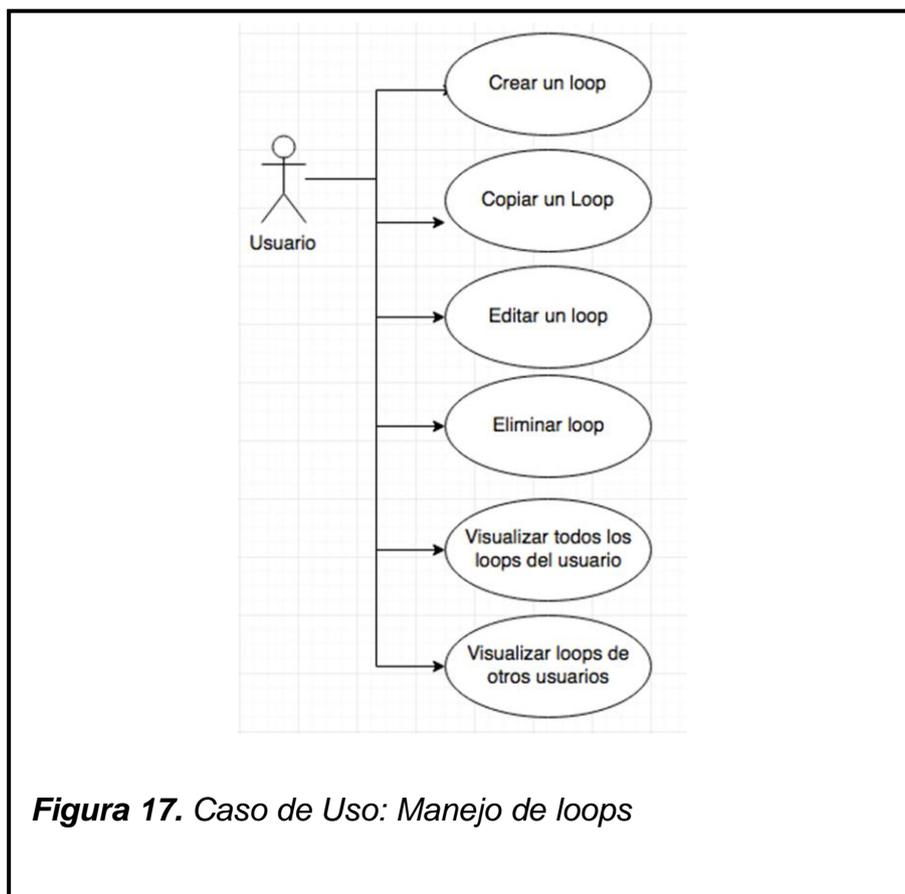 Crear un loop
Copiar un Loop
Usuario
Editar un loop
Eliminar loop
Visualizar todos los
loops del usuario
Visualizar loops de
otros usuarios
Figura 17. Caso de Uso: Manejo de loops